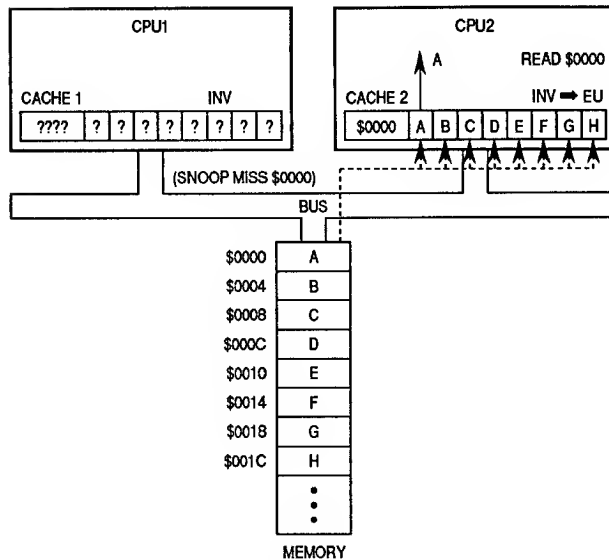 CPU1
CACHE 1 INV
???? ? ? ? ? ? ? ? ?
CPU2
A READ $0000
CACHE 2 INV ➡ EU
$0000 A B C D E F G H
(SNOOP MISS $0000)
BUS
$0000 A
$0004 B
$0008 C
$000C D
$0010 E
$0014 F
$0018 G
$001C H
MEMORY